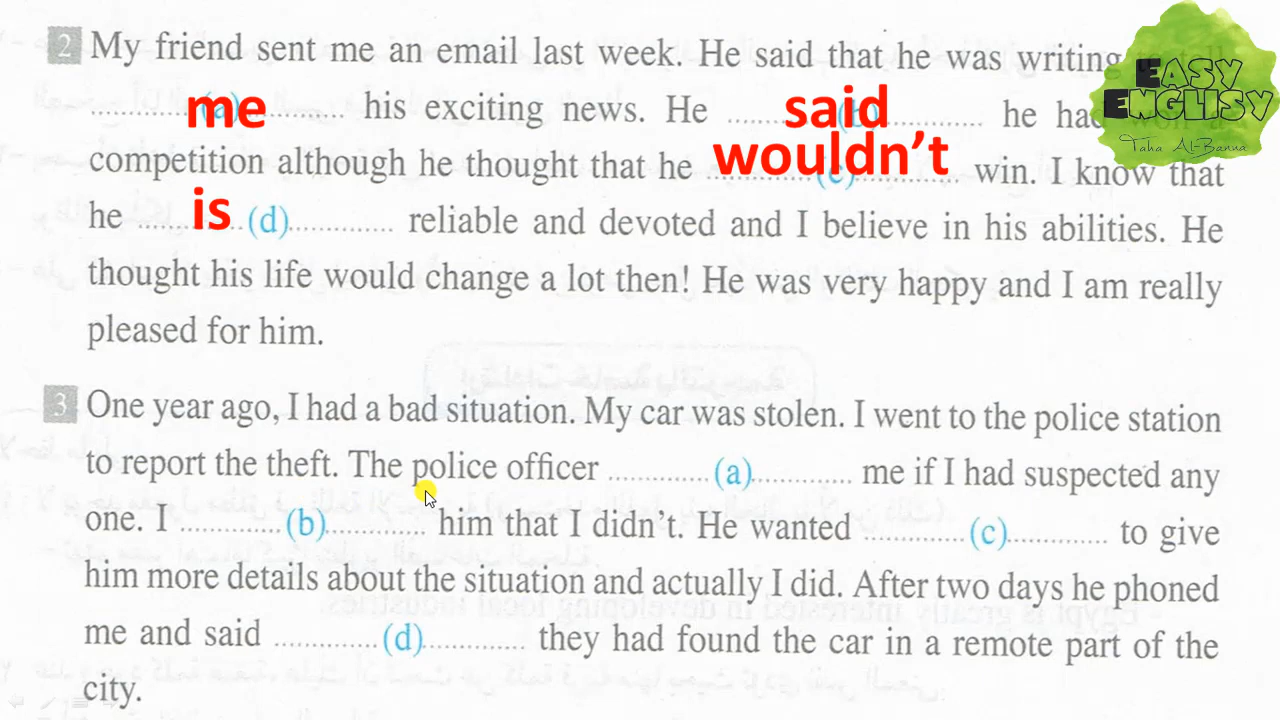 2 My friend sent me an email last week. He said that he was writing to tell
me (a) his exciting news. He said (b) he had won a
competition although he thought that he wouldn't (c) win. I know that
he is (d) reliable and devoted and I believe in his abilities. He
thought his life would change a lot then! He was very happy and I am really
pleased for him.
3 One year ago, I had a bad situation. My car was stolen. I went to the police station
to report the theft. The police officer ............(a)............ me if I had suspected any
one. I ............(b)............ him that I didn't. He wanted ............(c)............ to give
him more details about the situation and actually I did. After two days he phoned
me and said ............(d)............ they had found the car in a remote part of the
city.
EASY
ENGLISY
Taha Al-Banna